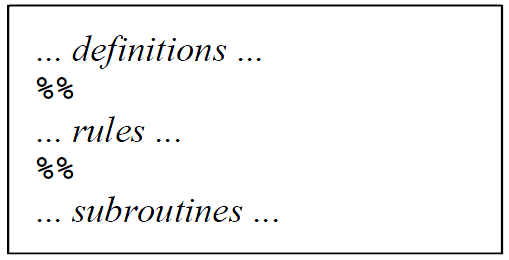 ... definitions ...
%%
... rules ...
%%
... subroutines ...